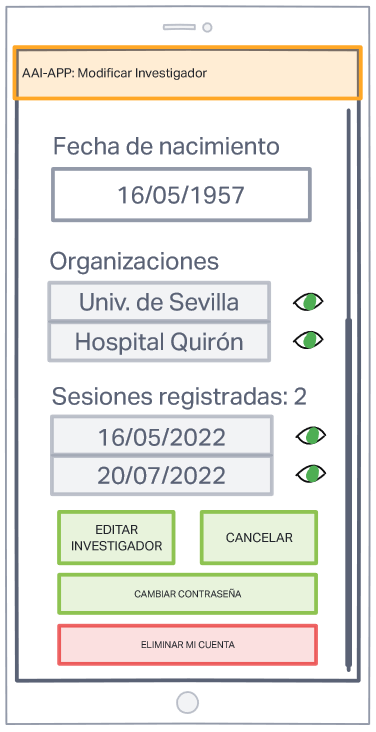 AAI-APP: Modificar Investigador
Fecha de nacimiento
16/05/1957
Organizaciones
Univ. de Sevilla
Hospital Quirón
Sesiones registradas: 2
16/05/2022
20/07/2022
EDITAR
INVESTIGADOR
CANCELAR
CAMBIAR CONTRASEÑA
ELIMINAR MI CUENTA